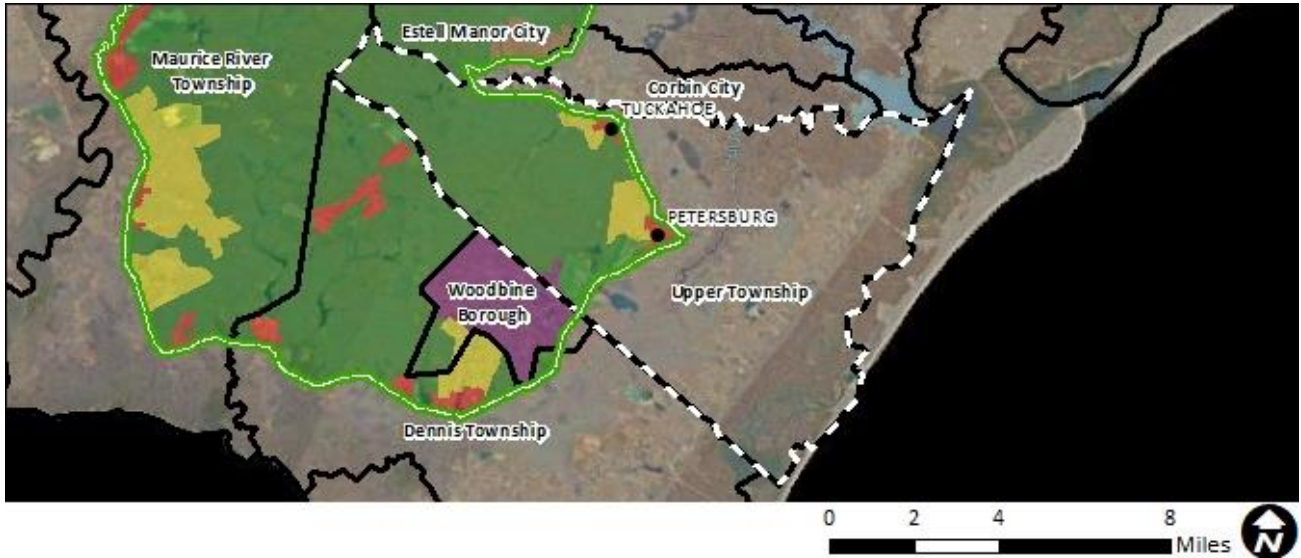 Estell Manor City
Maurice River
Township
Corbin City
TUCKAHOE
PETERSBURG
Woodbine
Borough
Upper Township
Dennis Township
0 2 4 8
Miles
N